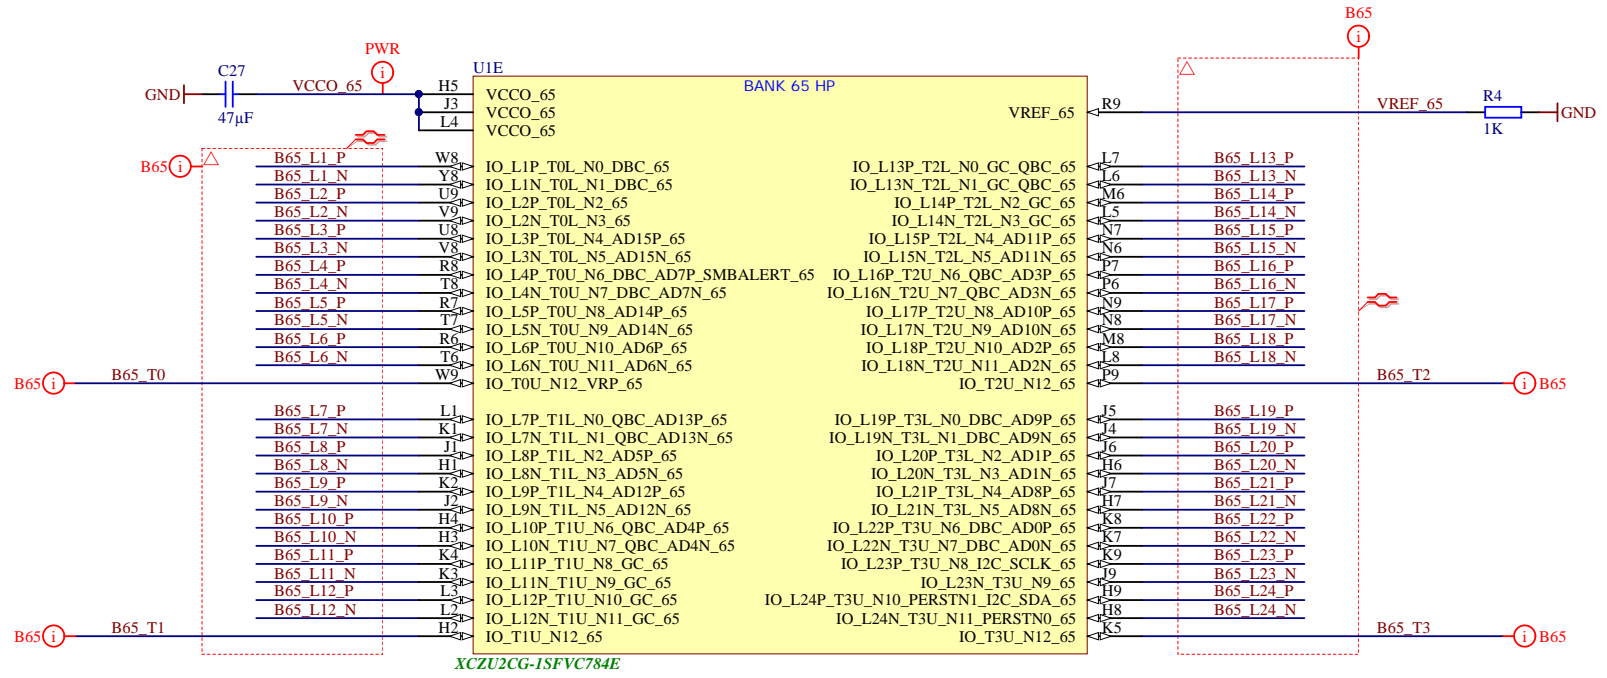 B65
PWR
U1E
C27
BANK 65 HP
GND VCCO_65 H5 VCCO_65
47µF
J3 VCCO_65
L4 VCCO_65
VREF_65 R9 VREF_65 R4 GND
1K
B65
B65_L1_P W8 IO_L1P_T0L_N0_DBC_65 IO_L13P_T2L_N0_GC_QBC_65 L7 B65_L13_P
B65_L1_N Y8 IO_L1N_T0L_N1_DBC_65 IO_L13N_T2L_N1_GC_QBC_65 L6 B65_L13_N
B65_L2_P U9 IO_L2P_T0L_N2_65 IO_L14P_T2L_N2_GC_65 M6 B65_L14_P
B65_L2_N V9 IO_L2N_T0L_N3_65 IO_L14N_T2L_N3_GC_65 L5 B65_L14_N
B65_L3_P U8 IO_L3P_T0L_N4_AD15P_65 IO_L15P_T2L_N4_AD11P_65 N7 B65_L15_P
B65_L3_N V8 IO_L3N_T0L_N5_AD15N_65 IO_L15N_T2L_N5_AD11N_65 N6 B65_L15_N
B65_L4_P R8 IO_L4P_T0U_N6_DBC_AD7P_SMBALERT_65 IO_L16P_T2U_N6_QBC_AD3P_65 P7 B65_L16_P
B65_L4_N T8 IO_L4N_T0U_N7_DBC_AD7N_65 IO_L16N_T2U_N7_QBC_AD3N_65 P6 B65_L16_N
B65_L5_P R7 IO_L5P_T0U_N8_AD14P_65 IO_L17P_T2U_N8_AD10P_65 N9 B65_L17_P
B65_L5_N T7 IO_L5N_T0U_N9_AD14N_65 IO_L17N_T2U_N9_AD10N_65 N8 B65_L17_N
B65_L6_P R6 IO_L6P_T0U_N10_AD6P_65 IO_L18P_T2U_N10_AD2P_65 M8 B65_L18_P
B65_L6_N T6 IO_L6N_T0U_N11_AD6N_65 IO_L18N_T2U_N11_AD2N_65 L8 B65_L18_N
B65 B65_T0 W9 IO_T0U_N12_VRP_65 IO_T2U_N12_65 P9 B65_T2 B65
B65_L7_P L1 IO_L7P_T1L_N0_QBC_AD13P_65 IO_L19P_T3L_N0_DBC_AD9P_65 J5 B65_L19_P
B65_L7_N K1 IO_L7N_T1L_N1_QBC_AD13N_65 IO_L19N_T3L_N1_DBC_AD9N_65 J4 B65_L19_N
B65_L8_P J1 IO_L8P_T1L_N2_AD5P_65 IO_L20P_T3L_N2_AD1P_65 J6 B65_L20_P
B65_L8_N H1 IO_L8N_T1L_N3_AD5N_65 IO_L20N_T3L_N3_AD1N_65 H6 B65_L20_N
B65_L9_P K2 IO_L9P_T1L_N4_AD12P_65 IO_L21P_T3L_N4_AD8P_65 J7 B65_L21_P
B65_L9_N J2 IO_L9N_T1L_N5_AD12N_65 IO_L21N_T3L_N5_AD8N_65 H7 B65_L21_N
B65_L10_P H4 IO_L10P_T1U_N6_QBC_AD4P_65 IO_L22P_T3U_N6_DBC_AD0P_65 K8 B65_L22_P
B65_L10_N H3 IO_L10N_T1U_N7_QBC_AD4N_65 IO_L22N_T3U_N7_DBC_AD0N_65 K7 B65_L22_N
B65_L11_P K4 IO_L11P_T1U_N8_GC_65 IO_L23P_T3U_N8_I2C_SCLK_65 K9 B65_L23_P
B65_L11_N K3 IO_L11N_T1U_N9_GC_65 IO_L23N_T3U_N9_65 J9 B65_L23_N
B65_L12_P L3 IO_L12P_T1U_N10_GC_65 IO_L24P_T3U_N10_PERSTN1_I2C_SDA_65 H9 B65_L24_P
B65_L12_N L2 IO_L12N_T1U_N11_GC_65 IO_L24N_T3U_N11_PERSTN0_65 H8 B65_L24_N
B65 B65_T1 H2 IO_T1U_N12_65 IO_T3U_N12_65 K5 B65_T3 B65
XCZU2CG-1SFVC784E